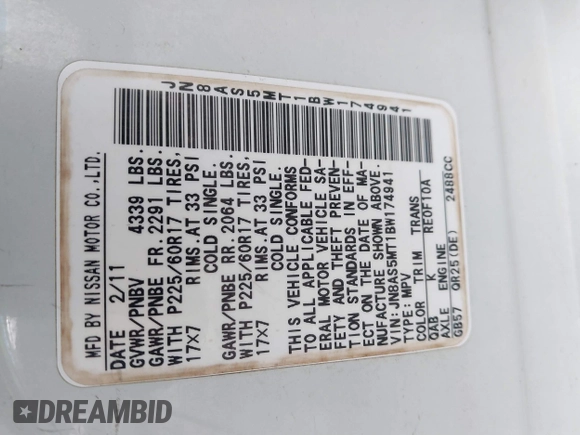 JN8AS5MT1BW174941
MFD BY NISSAN MOTOR CO.,LTD.
DATE 2/11
GVWR/PNBV 4339 LBS.
GAWR/PNBE FR. 2291 LBS.
WITH P225/60R17 TIRES,
17X7 RIMS.AT 33 PSI
COLD SINGLE.
GAWR/PNBE RR. 2064 LBS.
WITH P225/60R17 TIRES,
17X7 RIMS.AT 33 PSI
COLD SINGLE.
THIS VEHICLE CONFORMS
TO ALL APPLICABLE FED-
ERAL MOTOR VEHICLE SA-
FETY AND THEFT PREVEN-
TION STANDARDS IN EFF-
ECT ON THE DATE OF MA-
NUFACTURE SHOWN ABOVE.
VIN: JN8AS5MT1BW174941
TYPE: MPV
COLOR TRIM TRANS
QAB K RE0F10A
AXLE ENGINE
GB57 QR25(DE) 2488CC
DREAMBID